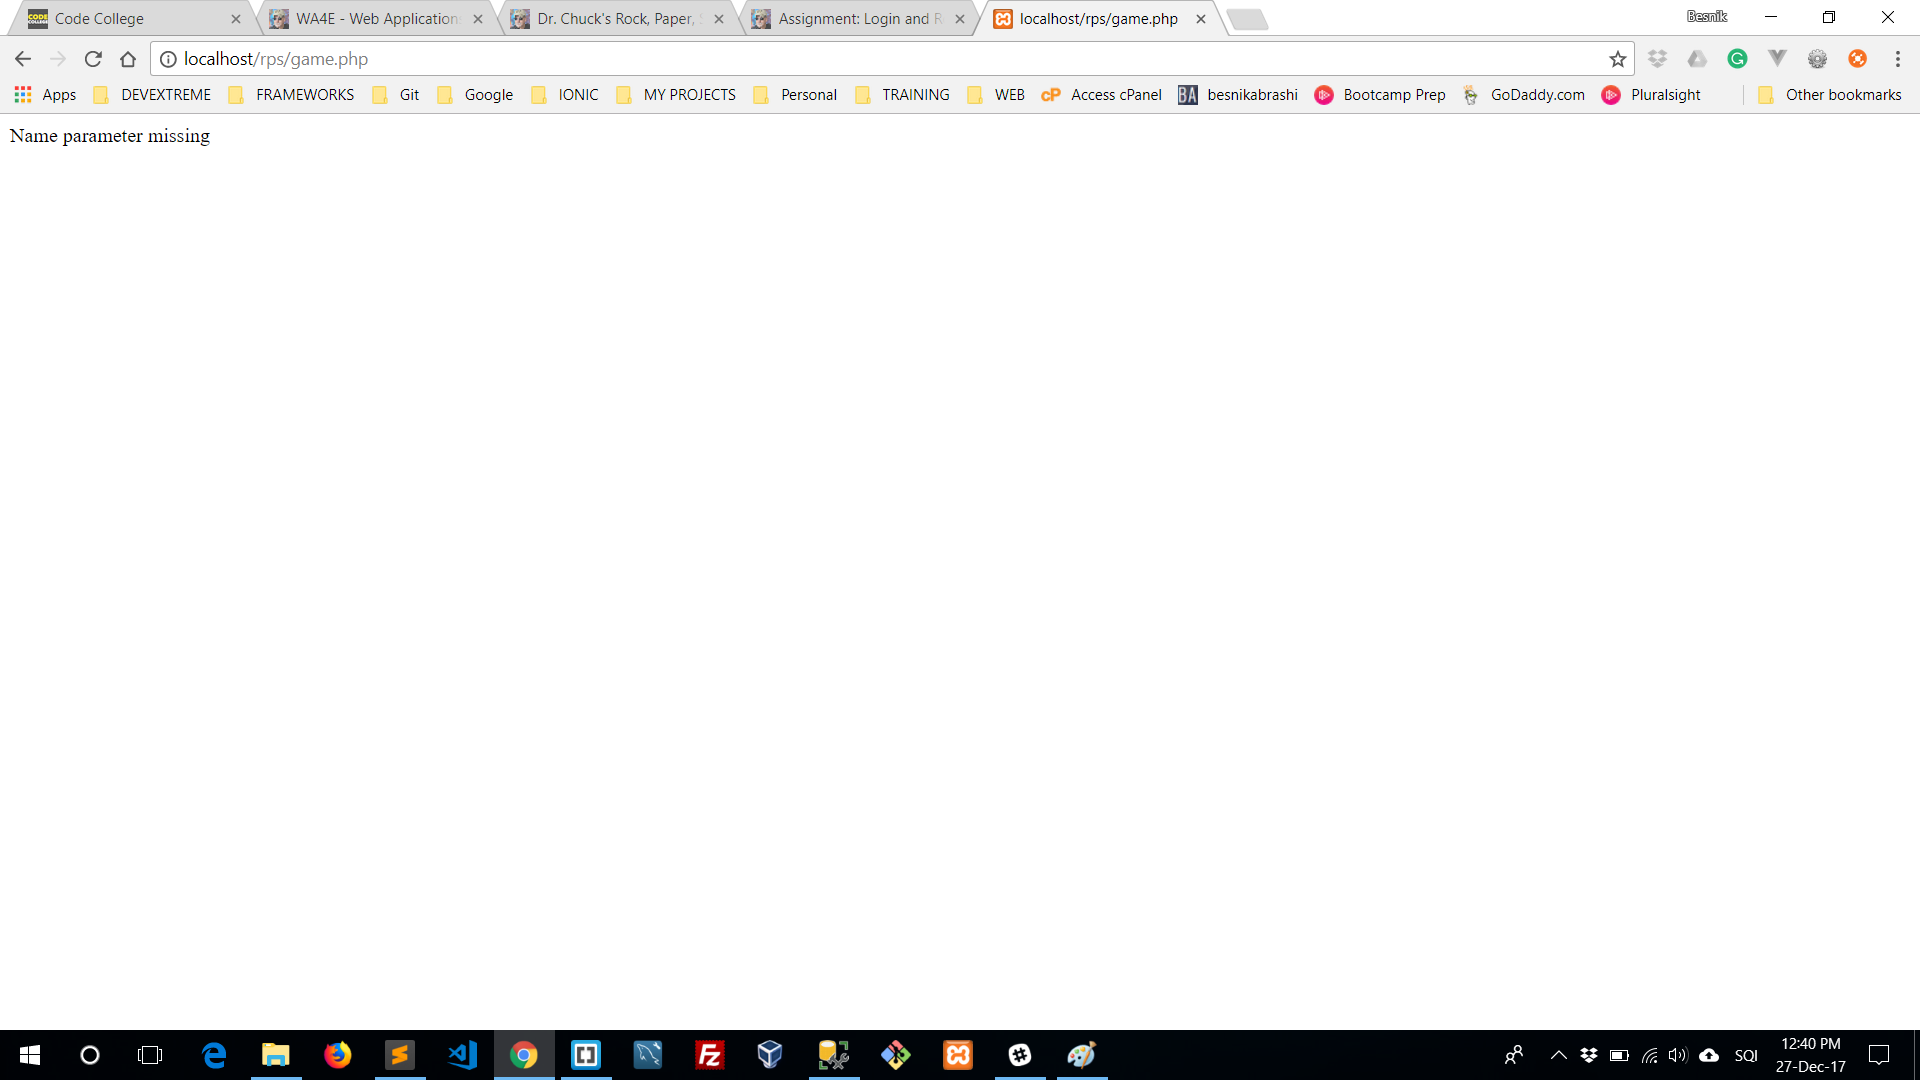 Code College
WA4E - Web Application
Dr. Chuck's Rock, Paper,
Assignment: Login and R
localhost/rps/game.php
Besnik
localhost/rps/game.php
Apps
DEVEXTREME
FRAMEWORKS
Git
Google
IONIC
MY PROJECTS
Personal
TRAINING
WEB
cP
Access cPanel
BA
besnikabrashi
Bootcamp Prep
GoDaddy.com
Pluralsight
Other bookmarks
Name parameter missing
SQI
12:40 PM
27-Dec-17